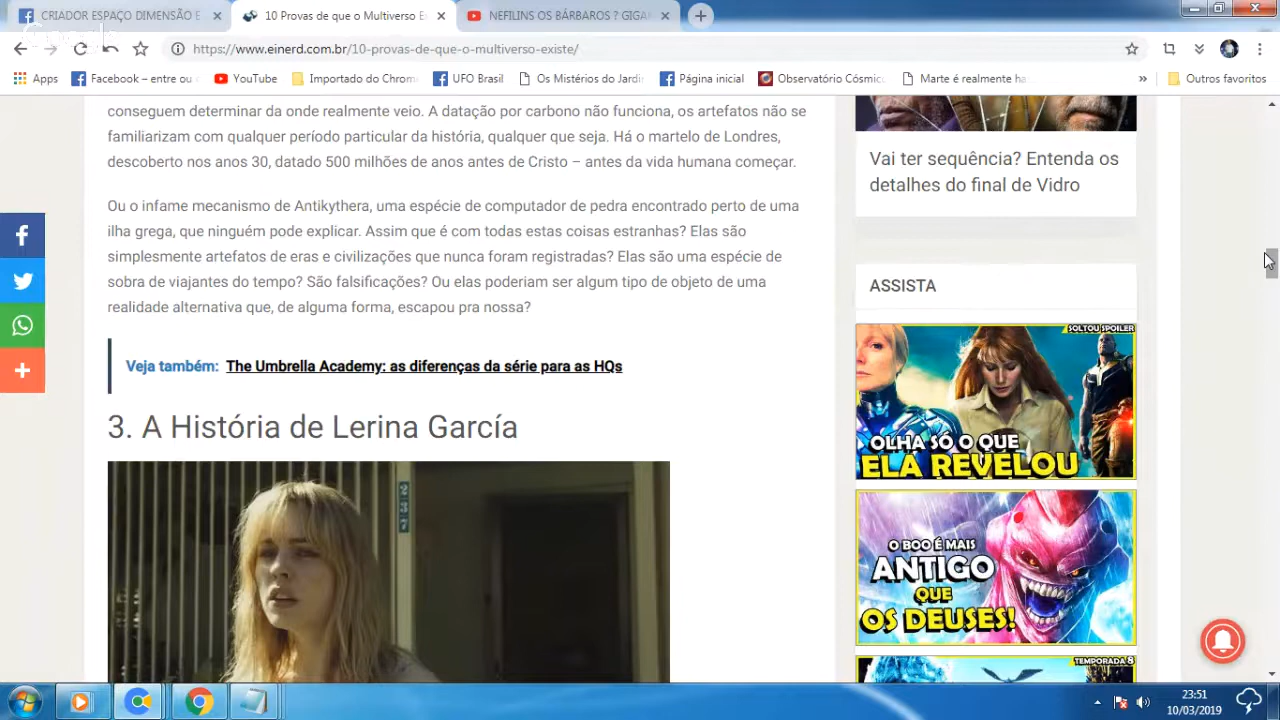 CRIADOR ESPAÇO DIMENSÃO E
10 Provas de que o Multiverso E
NEFILINS OS BÁRBAROS ? GIGA
https://www.einerd.com.br/10-provas-de-que-o-multiverso-existe/
Apps
Facebook – entre ou
YouTube
Importado do Chrom
UFO Brasil
Os Mistérios do Jardi
Página inicial
Observatório Cósmic
Marte é realmente ha
»
Outros favoritos
conseguem determinar da onde realmente veio. A datação por carbono não funciona, os artefatos não se
familiarizam com qualquer período particular da história, qualquer que seja. Há o martelo de Londres,
descoberto nos anos 30, datado 500 milhões de anos antes de Cristo – antes da vida humana começar.
Ou o infame mecanismo de Antikythera, uma espécie de computador de pedra encontrado perto de uma
ilha grega, que ninguém pode explicar. Assim que é com todas estas coisas estranhas? Elas são
simplesmente artefatos de eras e civilizações que nunca foram registradas? Elas são uma espécie de
sobra de viajantes do tempo? São falsificações? Ou elas poderiam ser algum tipo de objeto de uma
realidade alternativa que, de alguma forma, escapou pra nossa?
Veja também: The Umbrella Academy: as diferenças da série para as HQs
3. A História de Lerina García
237
Vai ter sequência? Entenda os
detalhes do final de Vidro
ASSISTA
SOLTOU SPOILER
OLHA SÓ O QUE
ELA REVELOU
O BOO É MAIS
ANTIGO
QUE
OS DEUSES!
TEMPORADA 8
23:51
10/03/2019